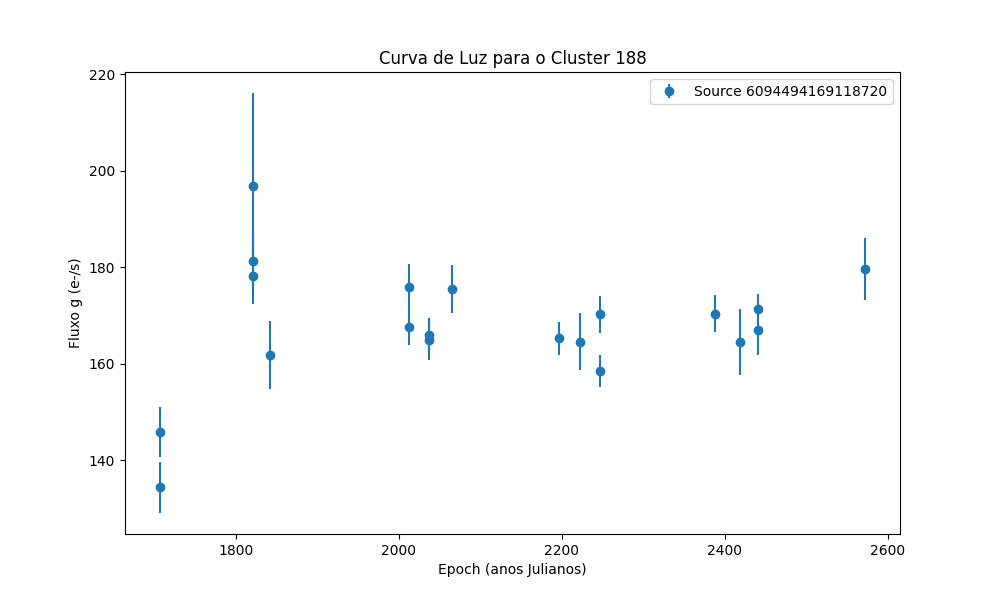 Curva de Luz para o Cluster 188
Source 6094494169118720
Fluxo g (e-/s)
220
200
180
160
140
1800
2000
2200
2400
2600
Epoch (anos Julianos)